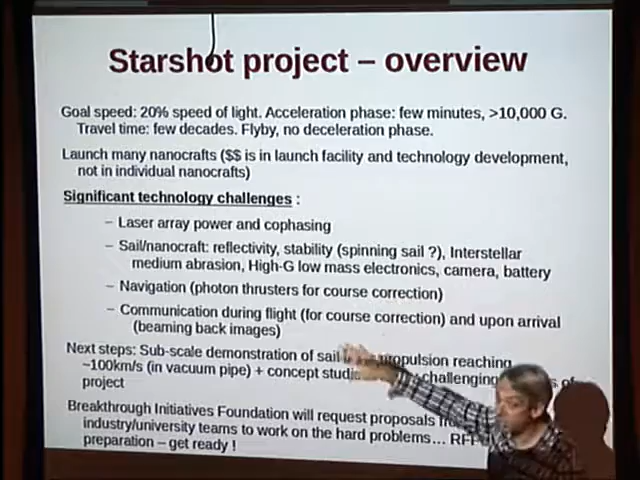 Starshot project – overview
Goal speed: 20% speed of light. Acceleration phase: few minutes, >10,000 G.
Travel time: few decades. Flyby, no deceleration phase.
Launch many nanocrafts ($$ is in launch facility and technology development,
not in individual nanocrafts)
Significant technology challenges :
– Laser array power and cophasing
– Sail/nanocraft: reflectivity, stability (spinning sail ?), Interstellar
medium abrasion, High-G low mass electronics, camera, battery
– Navigation (photon thrusters for course correction)
– Communication during flight (for course correction) and upon arrival
(beaming back images)
Next steps: Sub-scale demonstration of sail propulsion reaching
~100km/s (in vacuum pipe) + concept challenging of
project
Breakthrough Initiatives Foundation will request proposals
industry/university teams to work on the hard problems...
preparation – get ready !